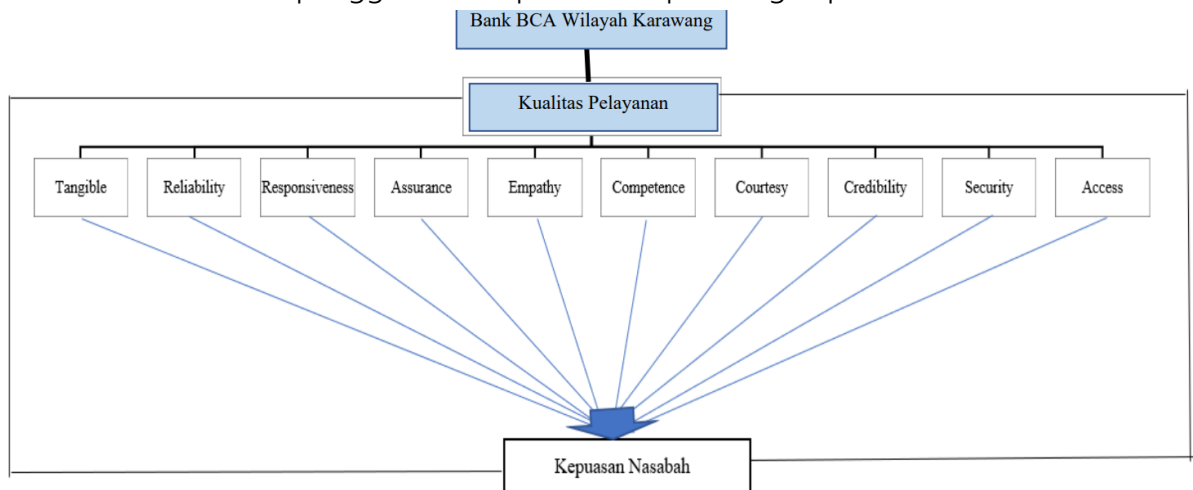 Bank BCA Wilayah Karawang
Kualitas Pelayanan
Tangible
Reliability
Responsiveness
Assurance
Empathy
Competence
Courtesy
Credibility
Security
Access
Kepuasan Nasabah